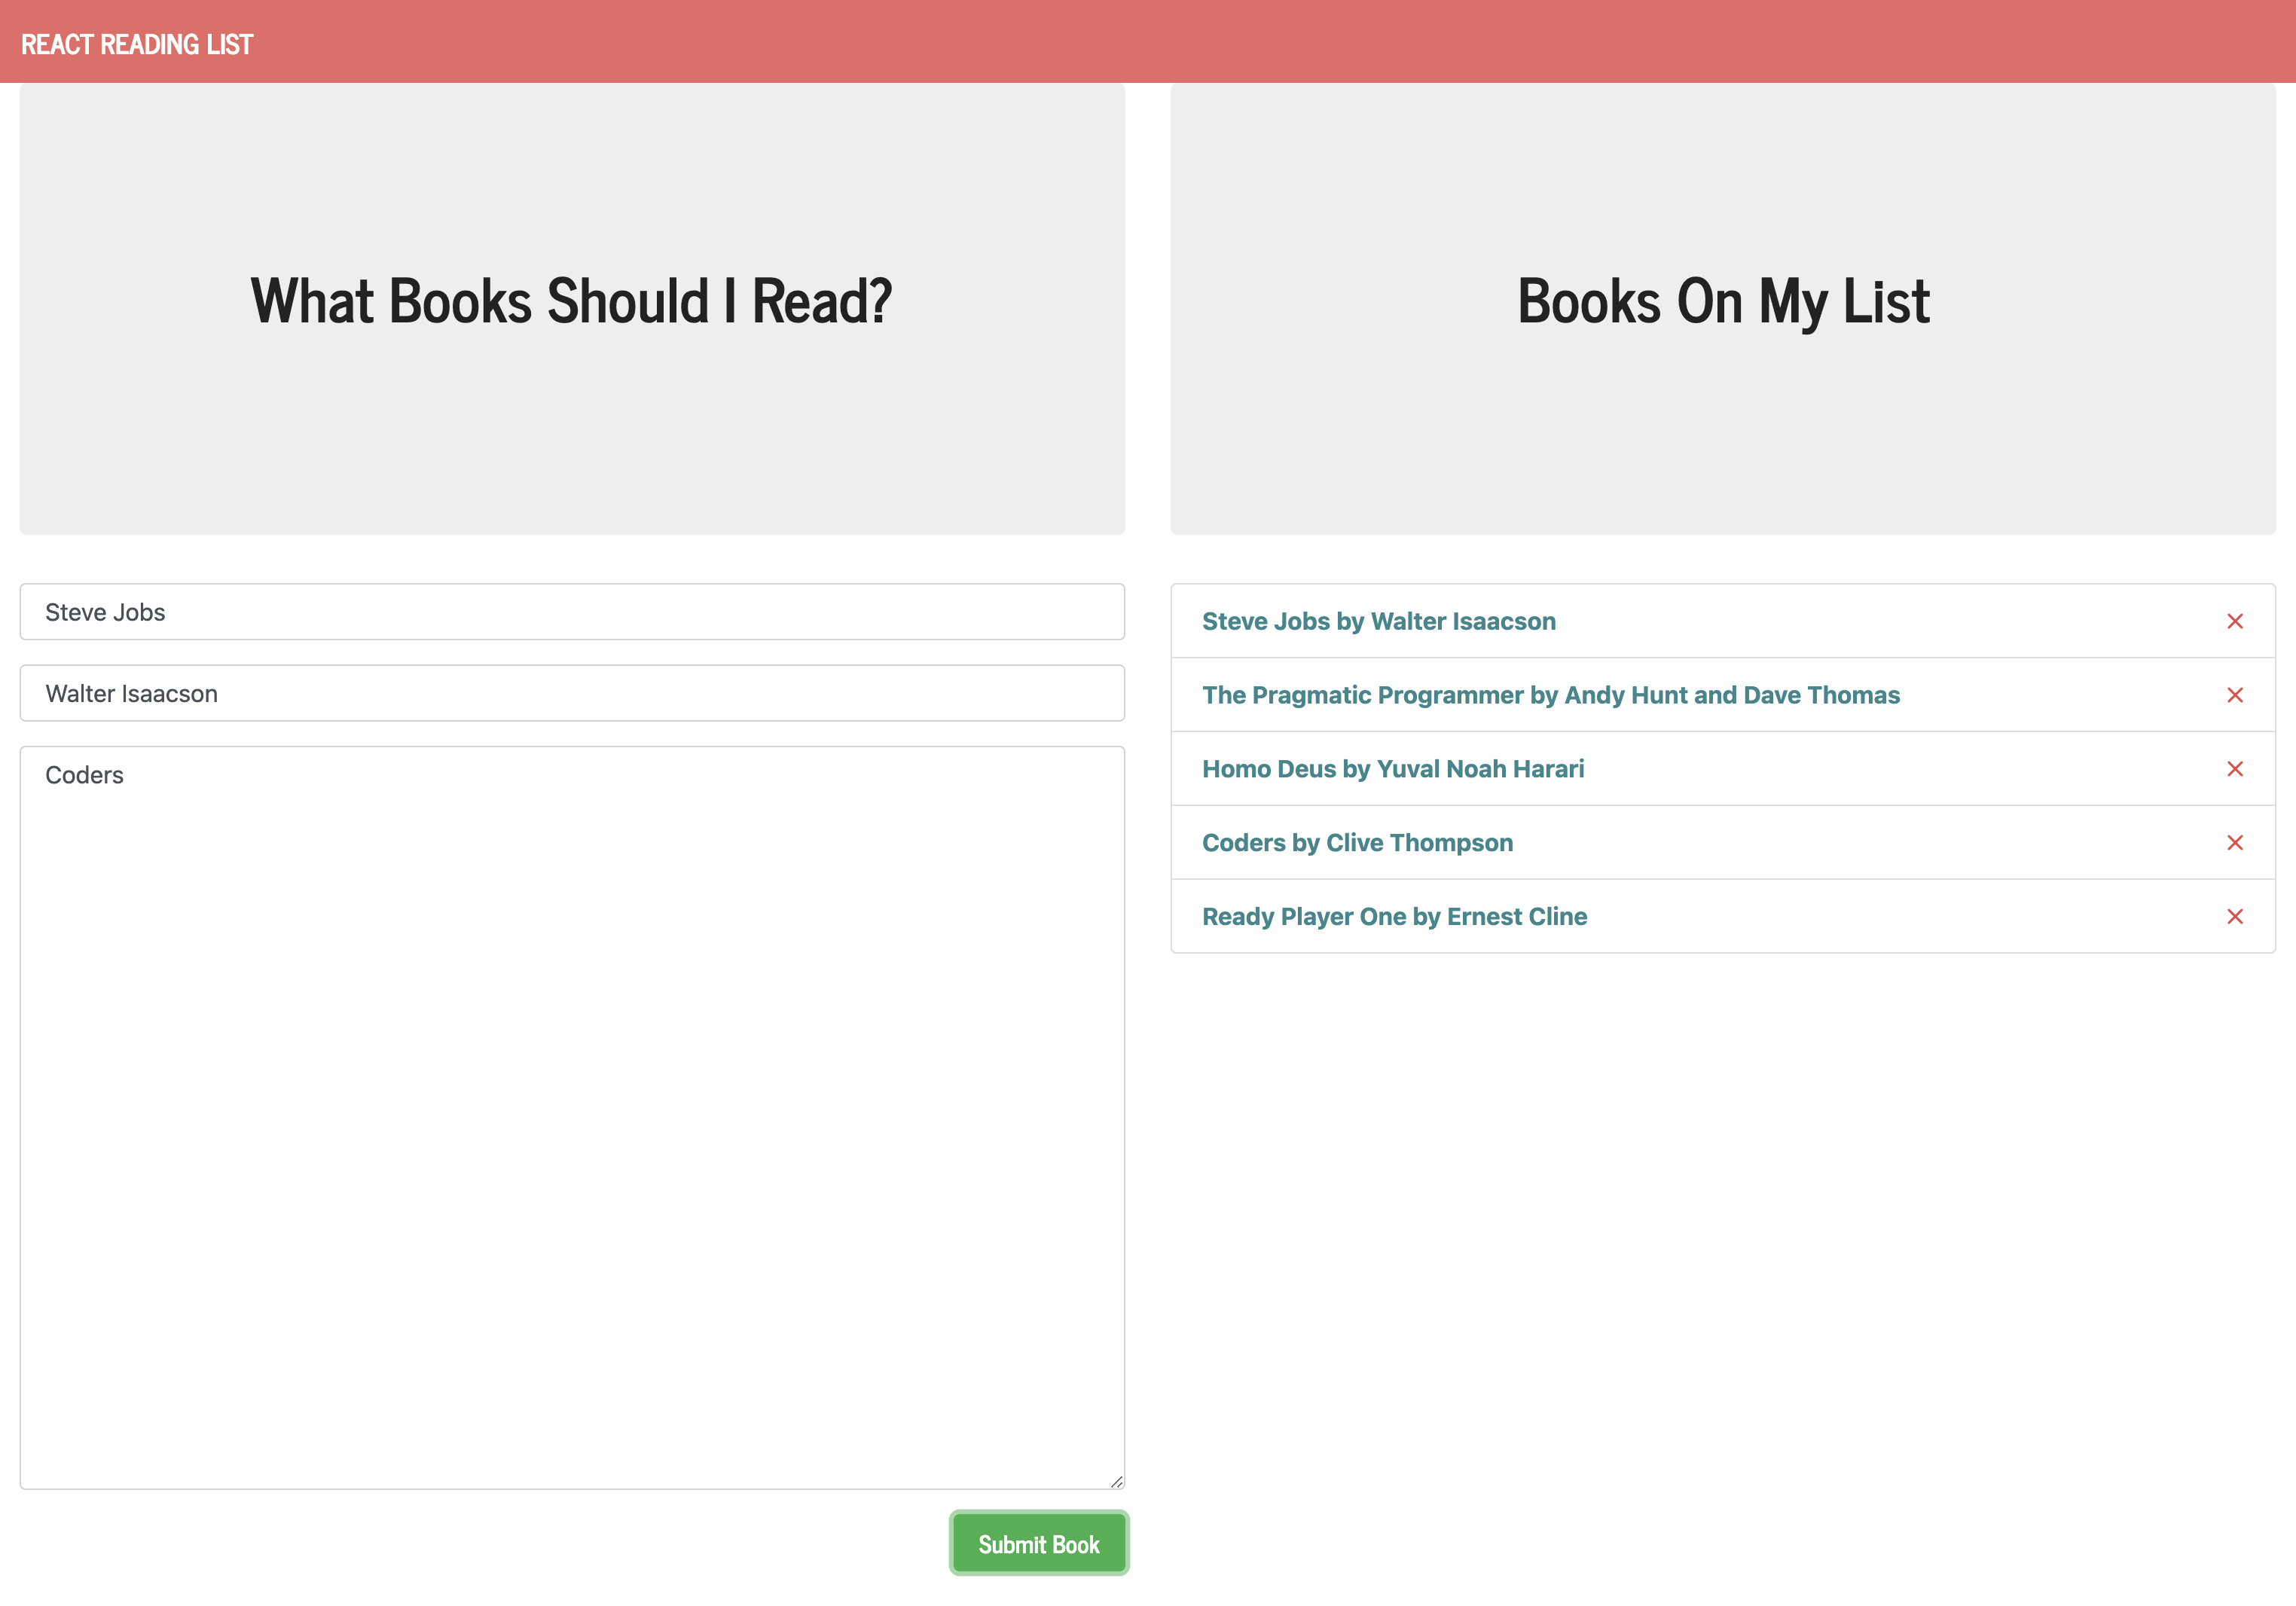 REACT READING LIST
What Books Should I Read?
Books On My List
Steve Jobs
Walter Isaacson
Coders
Submit Book
Steve Jobs by Walter Isaacson
The Pragmatic Programmer by Andy Hunt and Dave Thomas
Homo Deus by Yuval Noah Harari
Coders by Clive Thompson
Ready Player One by Ernest Cline